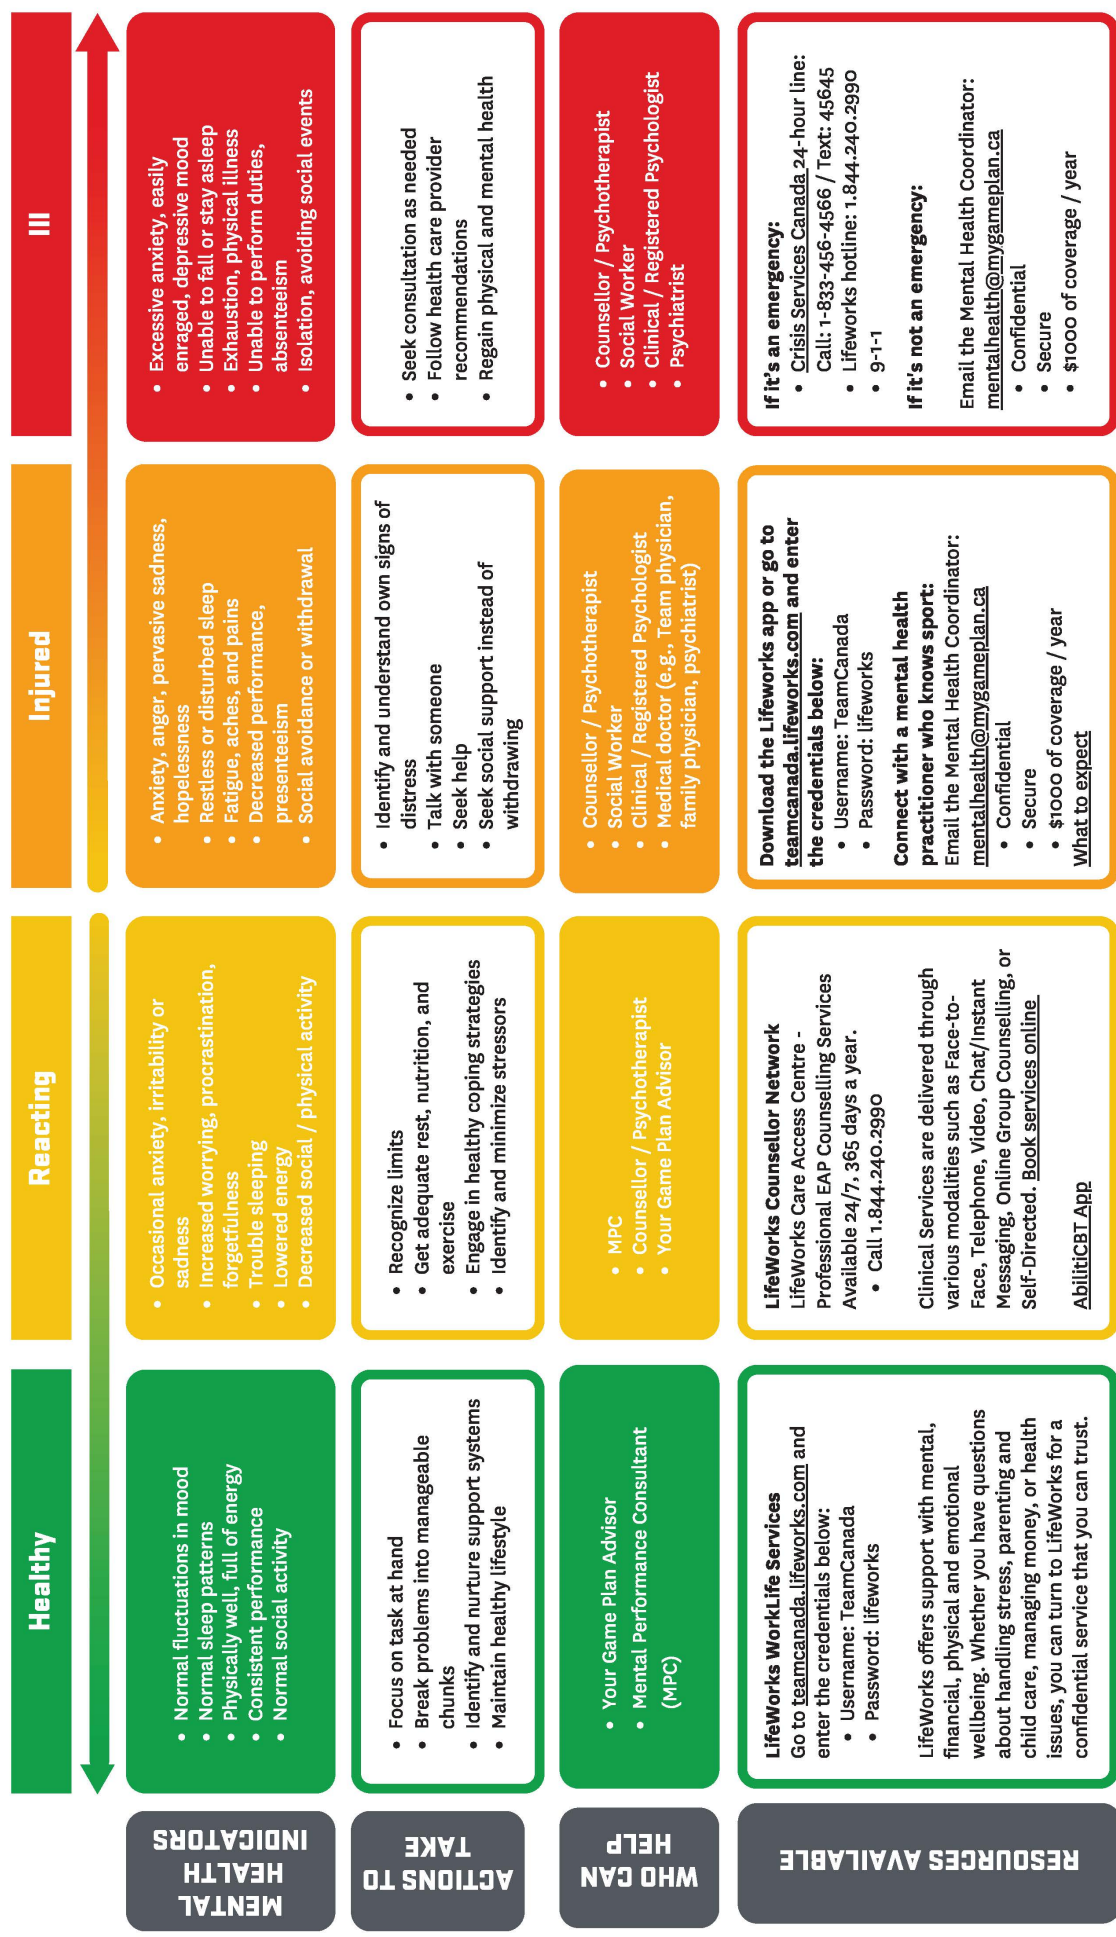 Healthy
Reacting
Injured
Ill
MENTAL
HEALTH
INDICATORS
• Normal fluctuations in mood
• Normal sleep patterns
• Physically well, full of energy
• Consistent performance
• Normal social activity
• Occasional anxiety, irritability or
sadness
• Increased worrying, procrastination,
forgetfulness
• Trouble sleeping
• Lowered energy
• Decreased social / physical activity
• Anxiety, anger, pervasive sadness,
hopelessness
• Restless or disturbed sleep
• Fatigue, aches, and pains
• Decreased performance,
presenteeism
• Social avoidance or withdrawal
• Excessive anxiety, easily
enraged, depressive mood
• Unable to fall or stay asleep
• Exhaustion, physical illness
• Unable to perform duties,
absenteeism
• Isolation, avoiding social events
ACTIONS TO
TAKE
• Focus on task at hand
• Break problems into manageable
chunks
• Identify and nurture support systems
• Maintain healthy lifestyle
• Recognize limits
• Get adequate rest, nutrition, and
exercise
• Engage in healthy coping strategies
• Identify and minimize stressors
• Identify and understand own signs of
distress
• Talk with someone
• Seek help
• Seek social support instead of
withdrawing
• Seek consultation as needed
• Follow health care provider
recommendations
• Regain physical and mental health
WHO CAN
HELP
• Your Game Plan Advisor
• Mental Performance Consultant
(MPC)
• MPC
• Counsellor / Psychotherapist
• Your Game Plan Advisor
• Counsellor / Psychotherapist
• Social Worker
• Clinical / Registered Psychologist
• Medical doctor (e.g., Team physician,
family physician, psychiatrist)
• Counsellor / Psychotherapist
• Social Worker
• Clinical / Registered Psychologist
• Psychiatrist
RESOURCES AVAILABLE
LifeWorks WorkLife Services
Go to teamcanada.lifeworks.com and
enter the credentials below:
• Username: TeamCanada
• Password: lifeworks
LifeWorks offers support with mental,
financial, physical and emotional
wellbeing. Whether you have questions
about handling stress, parenting and
child care, managing money, or health
issues, you can turn to LifeWorks for a
confidential service that you can trust.
LifeWorks Counsellor Network
LifeWorks Care Access Centre -
Professional EAP Counselling Services
Available 24/7, 365 days a year.
• Call 1.844.240.2990
Clinical Services are delivered through
various modalities such as Face-to-
Face, Telephone, Video, Chat/Instant
Messaging, Online Group Counselling, or
Self-Directed. Book services online
AbilitiCBT App
Download the Lifeworks app or go to
teamcanada.lifeworks.com and enter
the credentials below:
• Username: TeamCanada
• Password: lifeworks
Connect with a mental health
practitioner who knows sport:
Email the Mental Health Coordinator:
mentalhealth@mygameplan.ca
• Confidential
• Secure
• $1000 of coverage / year
What to expect
If it's an emergency:
• Crisis Services Canada 24-hour line:
Call: 1-833-456-4566 / Text: 45645
• Lifeworks hotline: 1.844.240.2990
• 9-1-1
If it's not an emergency:
Email the Mental Health Coordinator:
mentalhealth@mygameplan.ca
• Confidential
• Secure
• $1000 of coverage / year